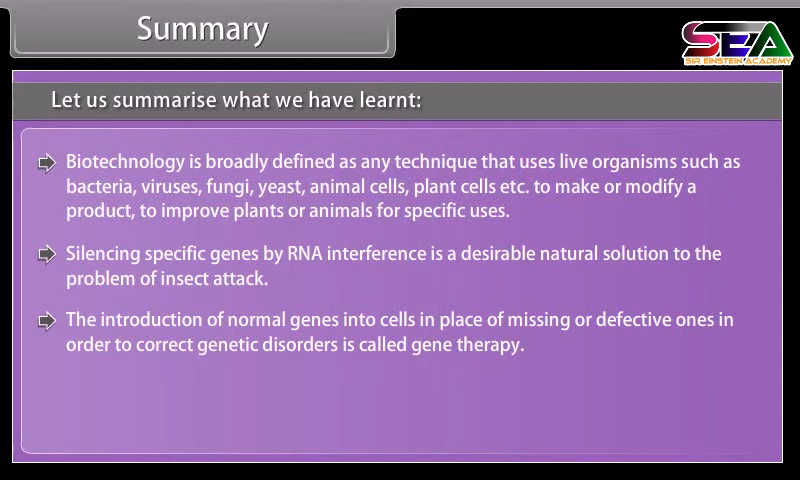 Summary
SEA
SIR EINSTEIN ACADEMY
Let us summarise what we have learnt:
Biotechnology is broadly defined as any technique that uses live organisms such as
bacteria, viruses, fungi, yeast, animal cells, plant cells etc. to make or modify a
product, to improve plants or animals for specific uses.
Silencing specific genes by RNA interference is a desirable natural solution to the
problem of insect attack.
The introduction of normal genes into cells in place of missing or defective ones in
order to correct genetic disorders is called gene therapy.